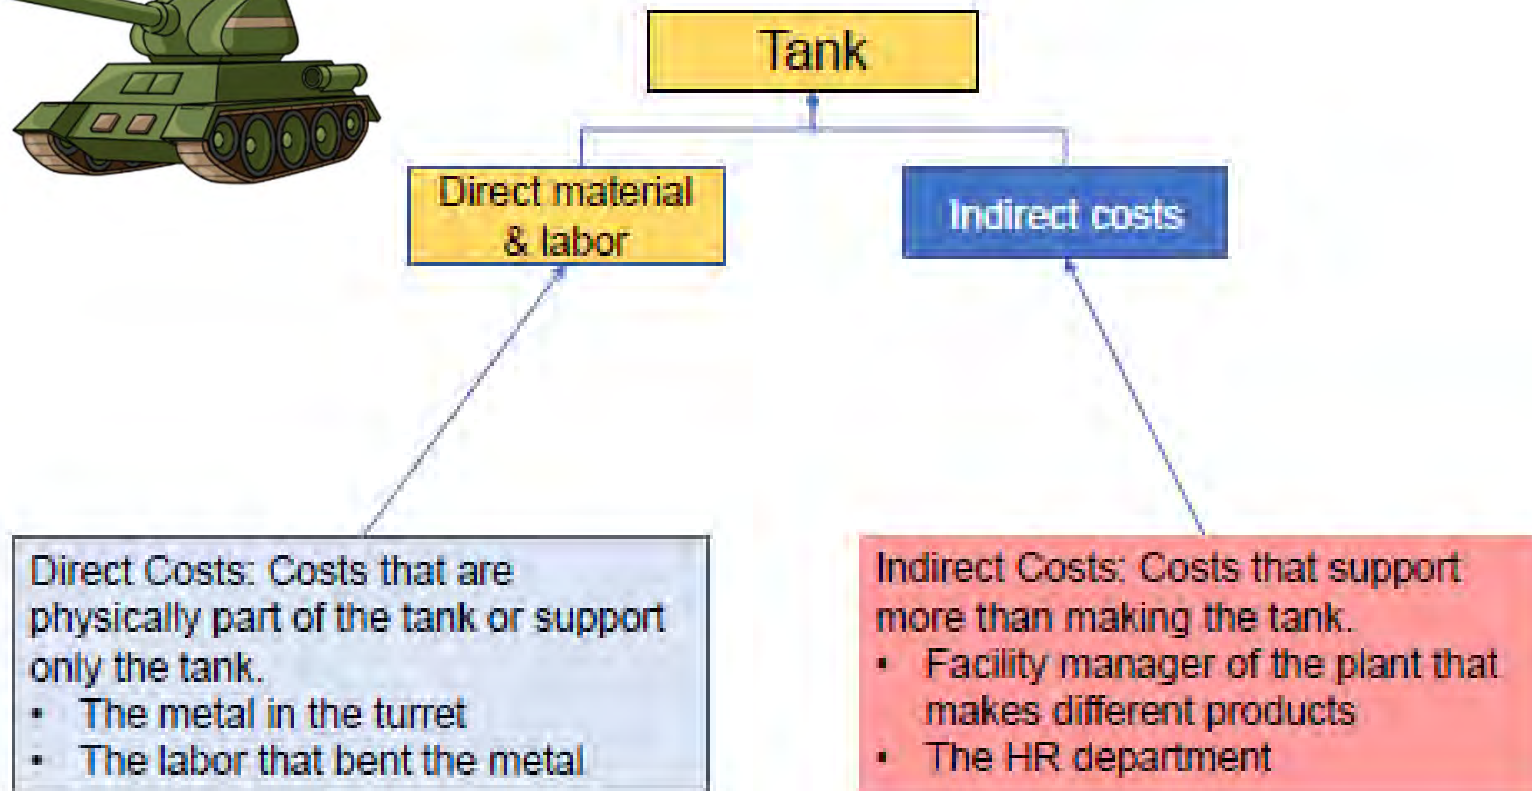 Tank
Direct material
& labor
Indirect costs
Direct Costs: Costs that are
physically part of the tank or support
only the tank.
• The metal in the turret
• The labor that bent the metal
Indirect Costs: Costs that support
more than making the tank.
• Facility manager of the plant that
makes different products
• The HR department